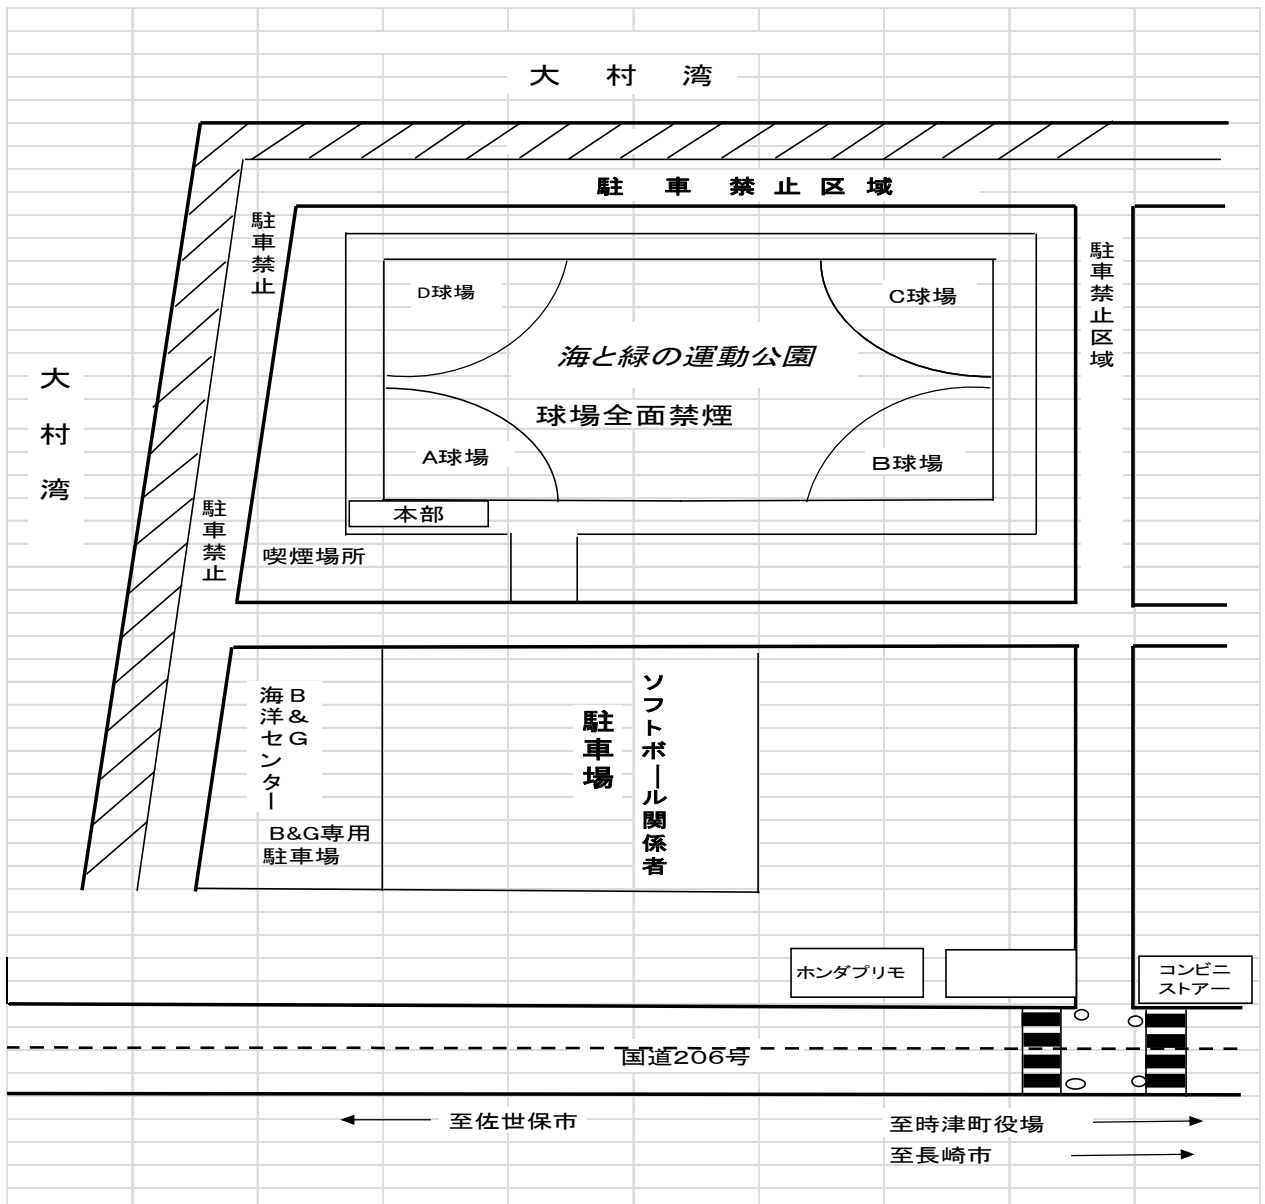 大村湾
駐車禁止区域
駐車禁止
駐車禁止区域
D球場
C球場
海と緑の運動公園
大村湾
球場全面禁煙
A球場
B球場
駐車禁止
本部
喫煙場所
B&G
海洋センター
ソフトボール関係者
駐車場
B&G専用
駐車場
ホンダプリモ
コンビニ
ストアー
国道206号
至佐世保市
至時津町役場
至長崎市